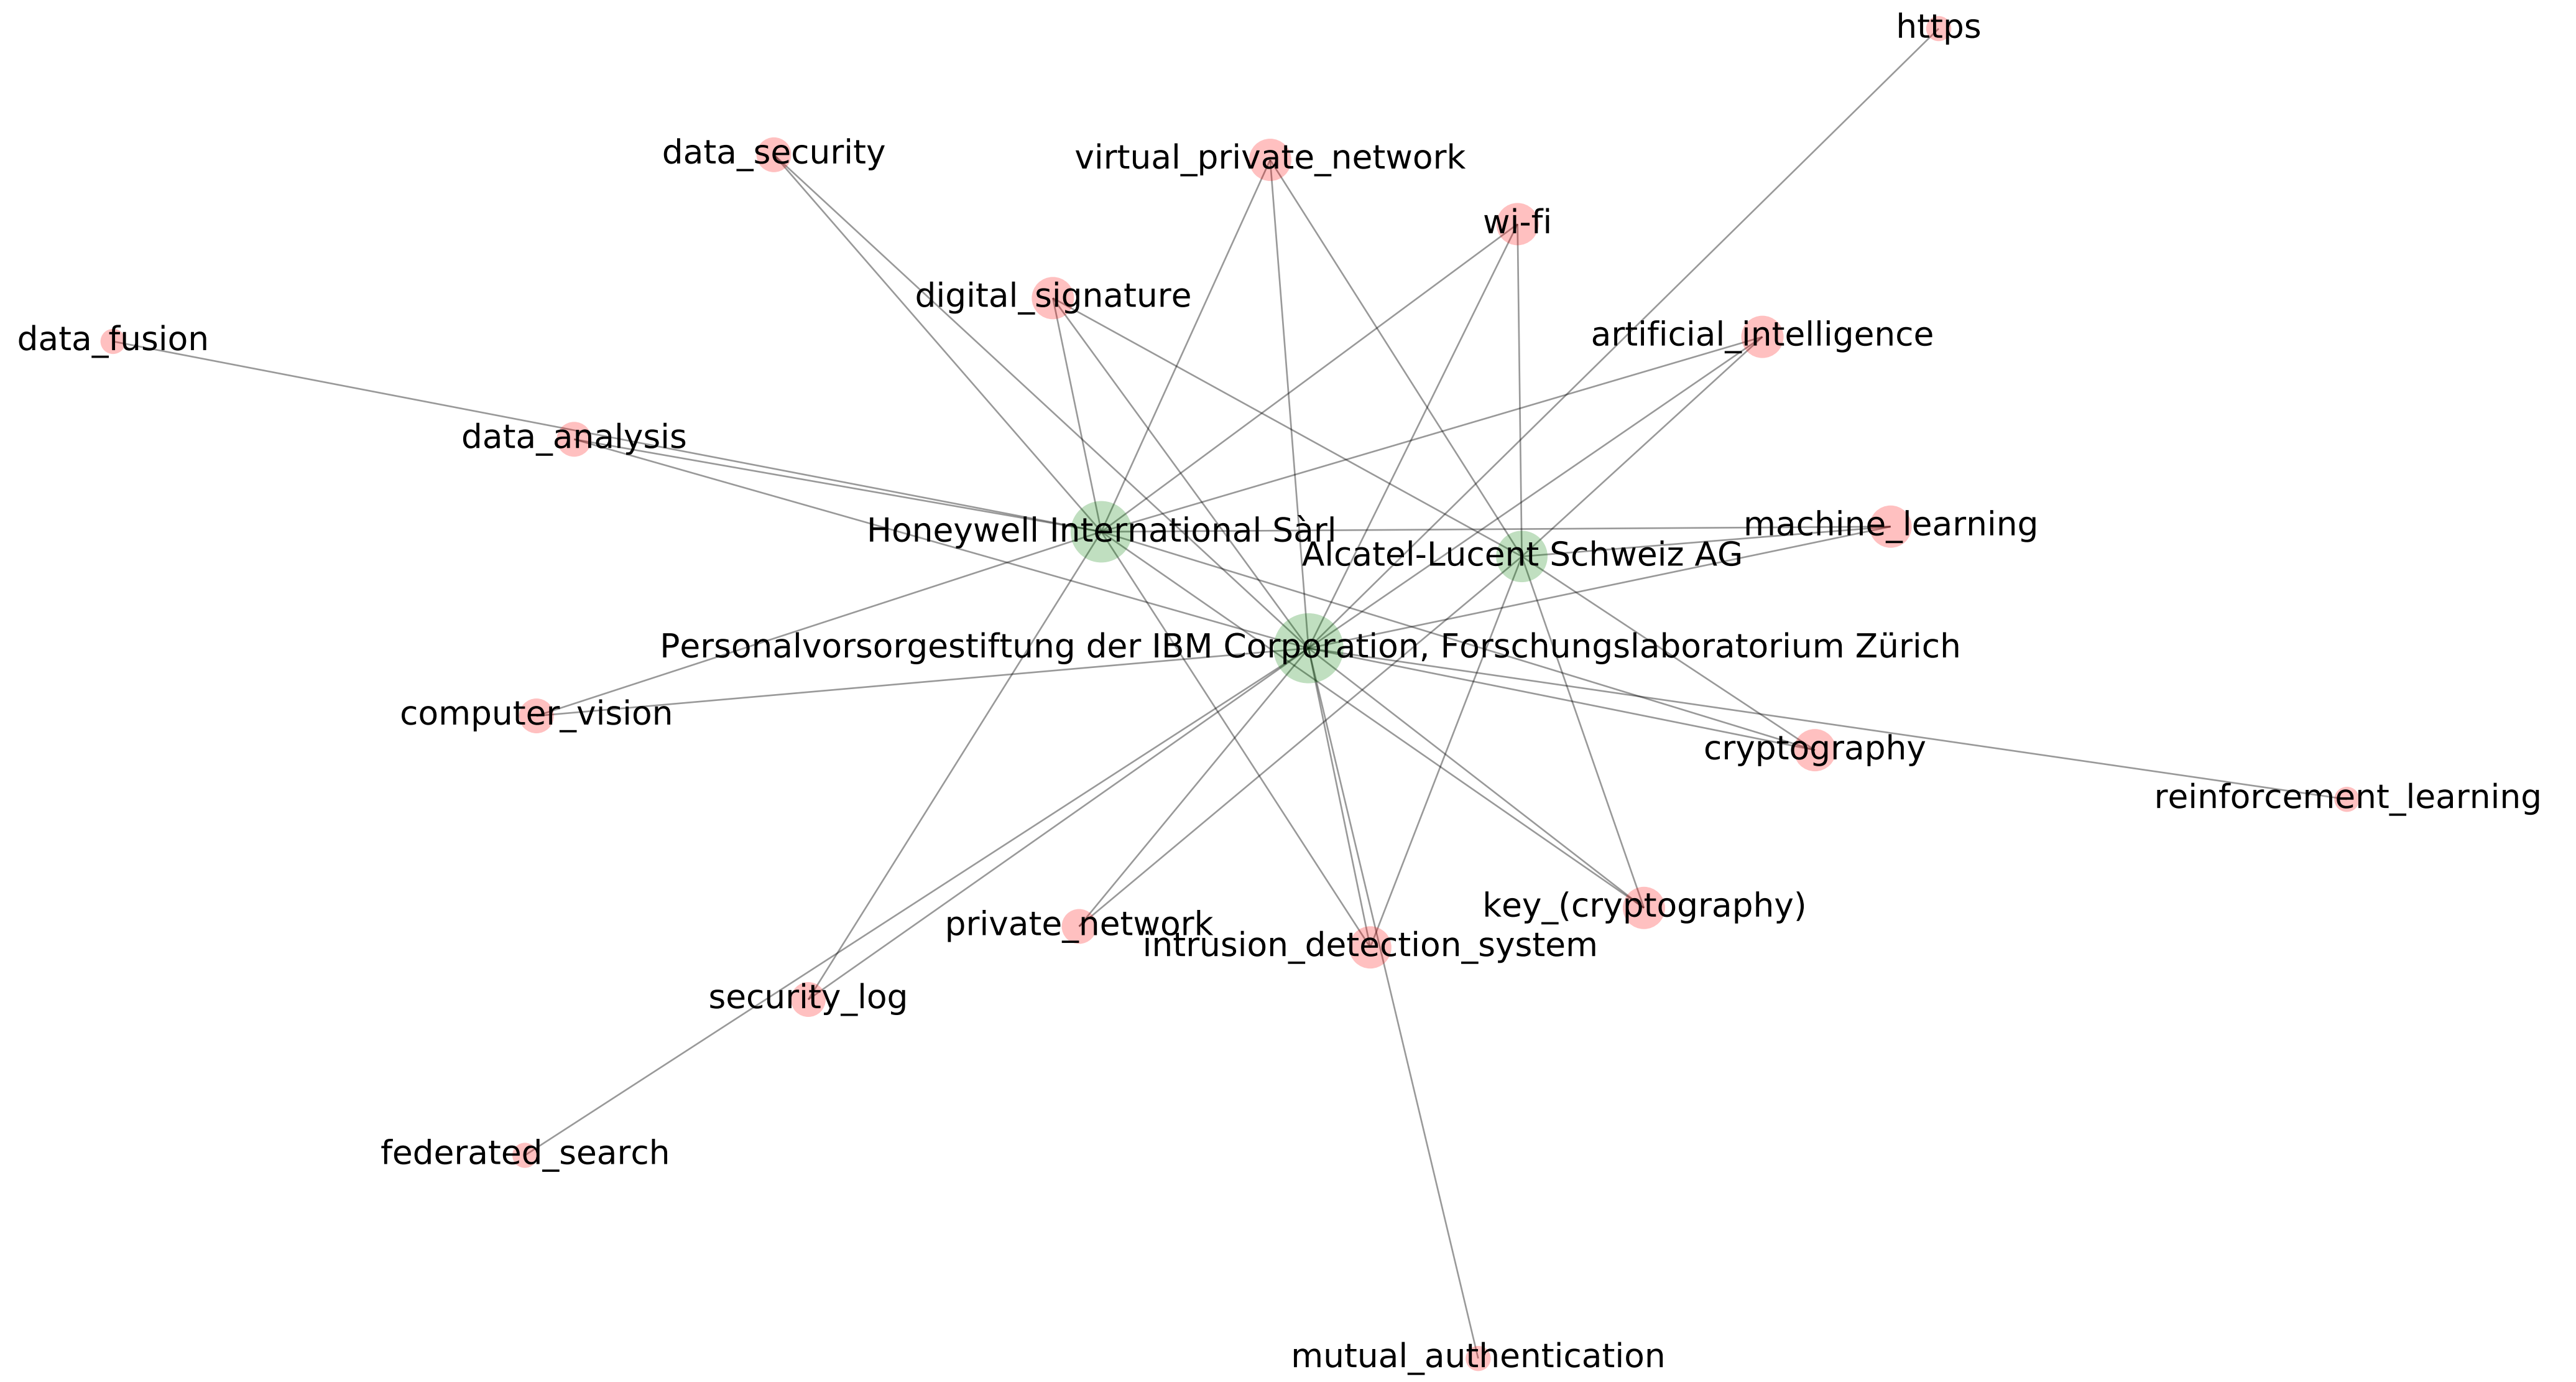 https
data_security
virtual_private_network
wi-fi
digital_signature
artificial_intelligence
data_fusion
data_analysis
Honeywell International Sàrl
machine_learning
Alcatel-Lucent Schweiz AG
Personalvorsorgestiftung der IBM Corporation, Forschungslaboratorium Zürich
computer_vision
cryptography
reinforcement_learning
key_(cryptography)
private_network
intrusion_detection_system
security_log
federated_search
mutual_authentication